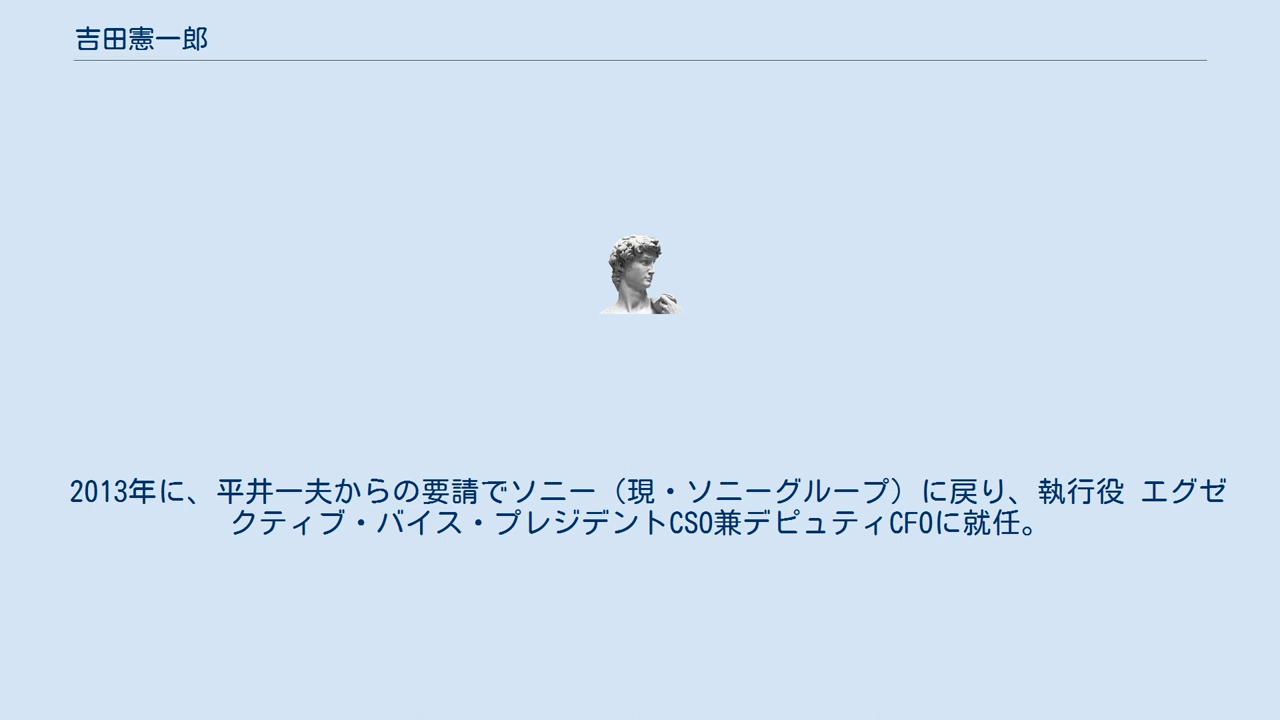 吉田憲一郎
2013年に、平井一夫からの要請でソニー（現・ソニーグループ）に戻り、執行役 エグゼ
クティブ・バイス・プレジデントCSO兼デピュティCFOに就任。